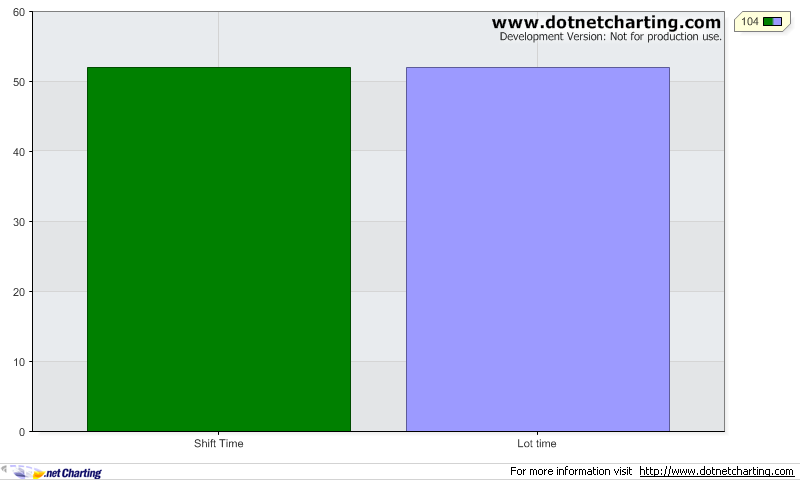 www.dotnetcharting.com
Development Version: Not for production use.
104
60
50
40
30
20
10
0
Shift Time
Lot time
.net Charting
For more information visit http://www.dotnetcharting.com